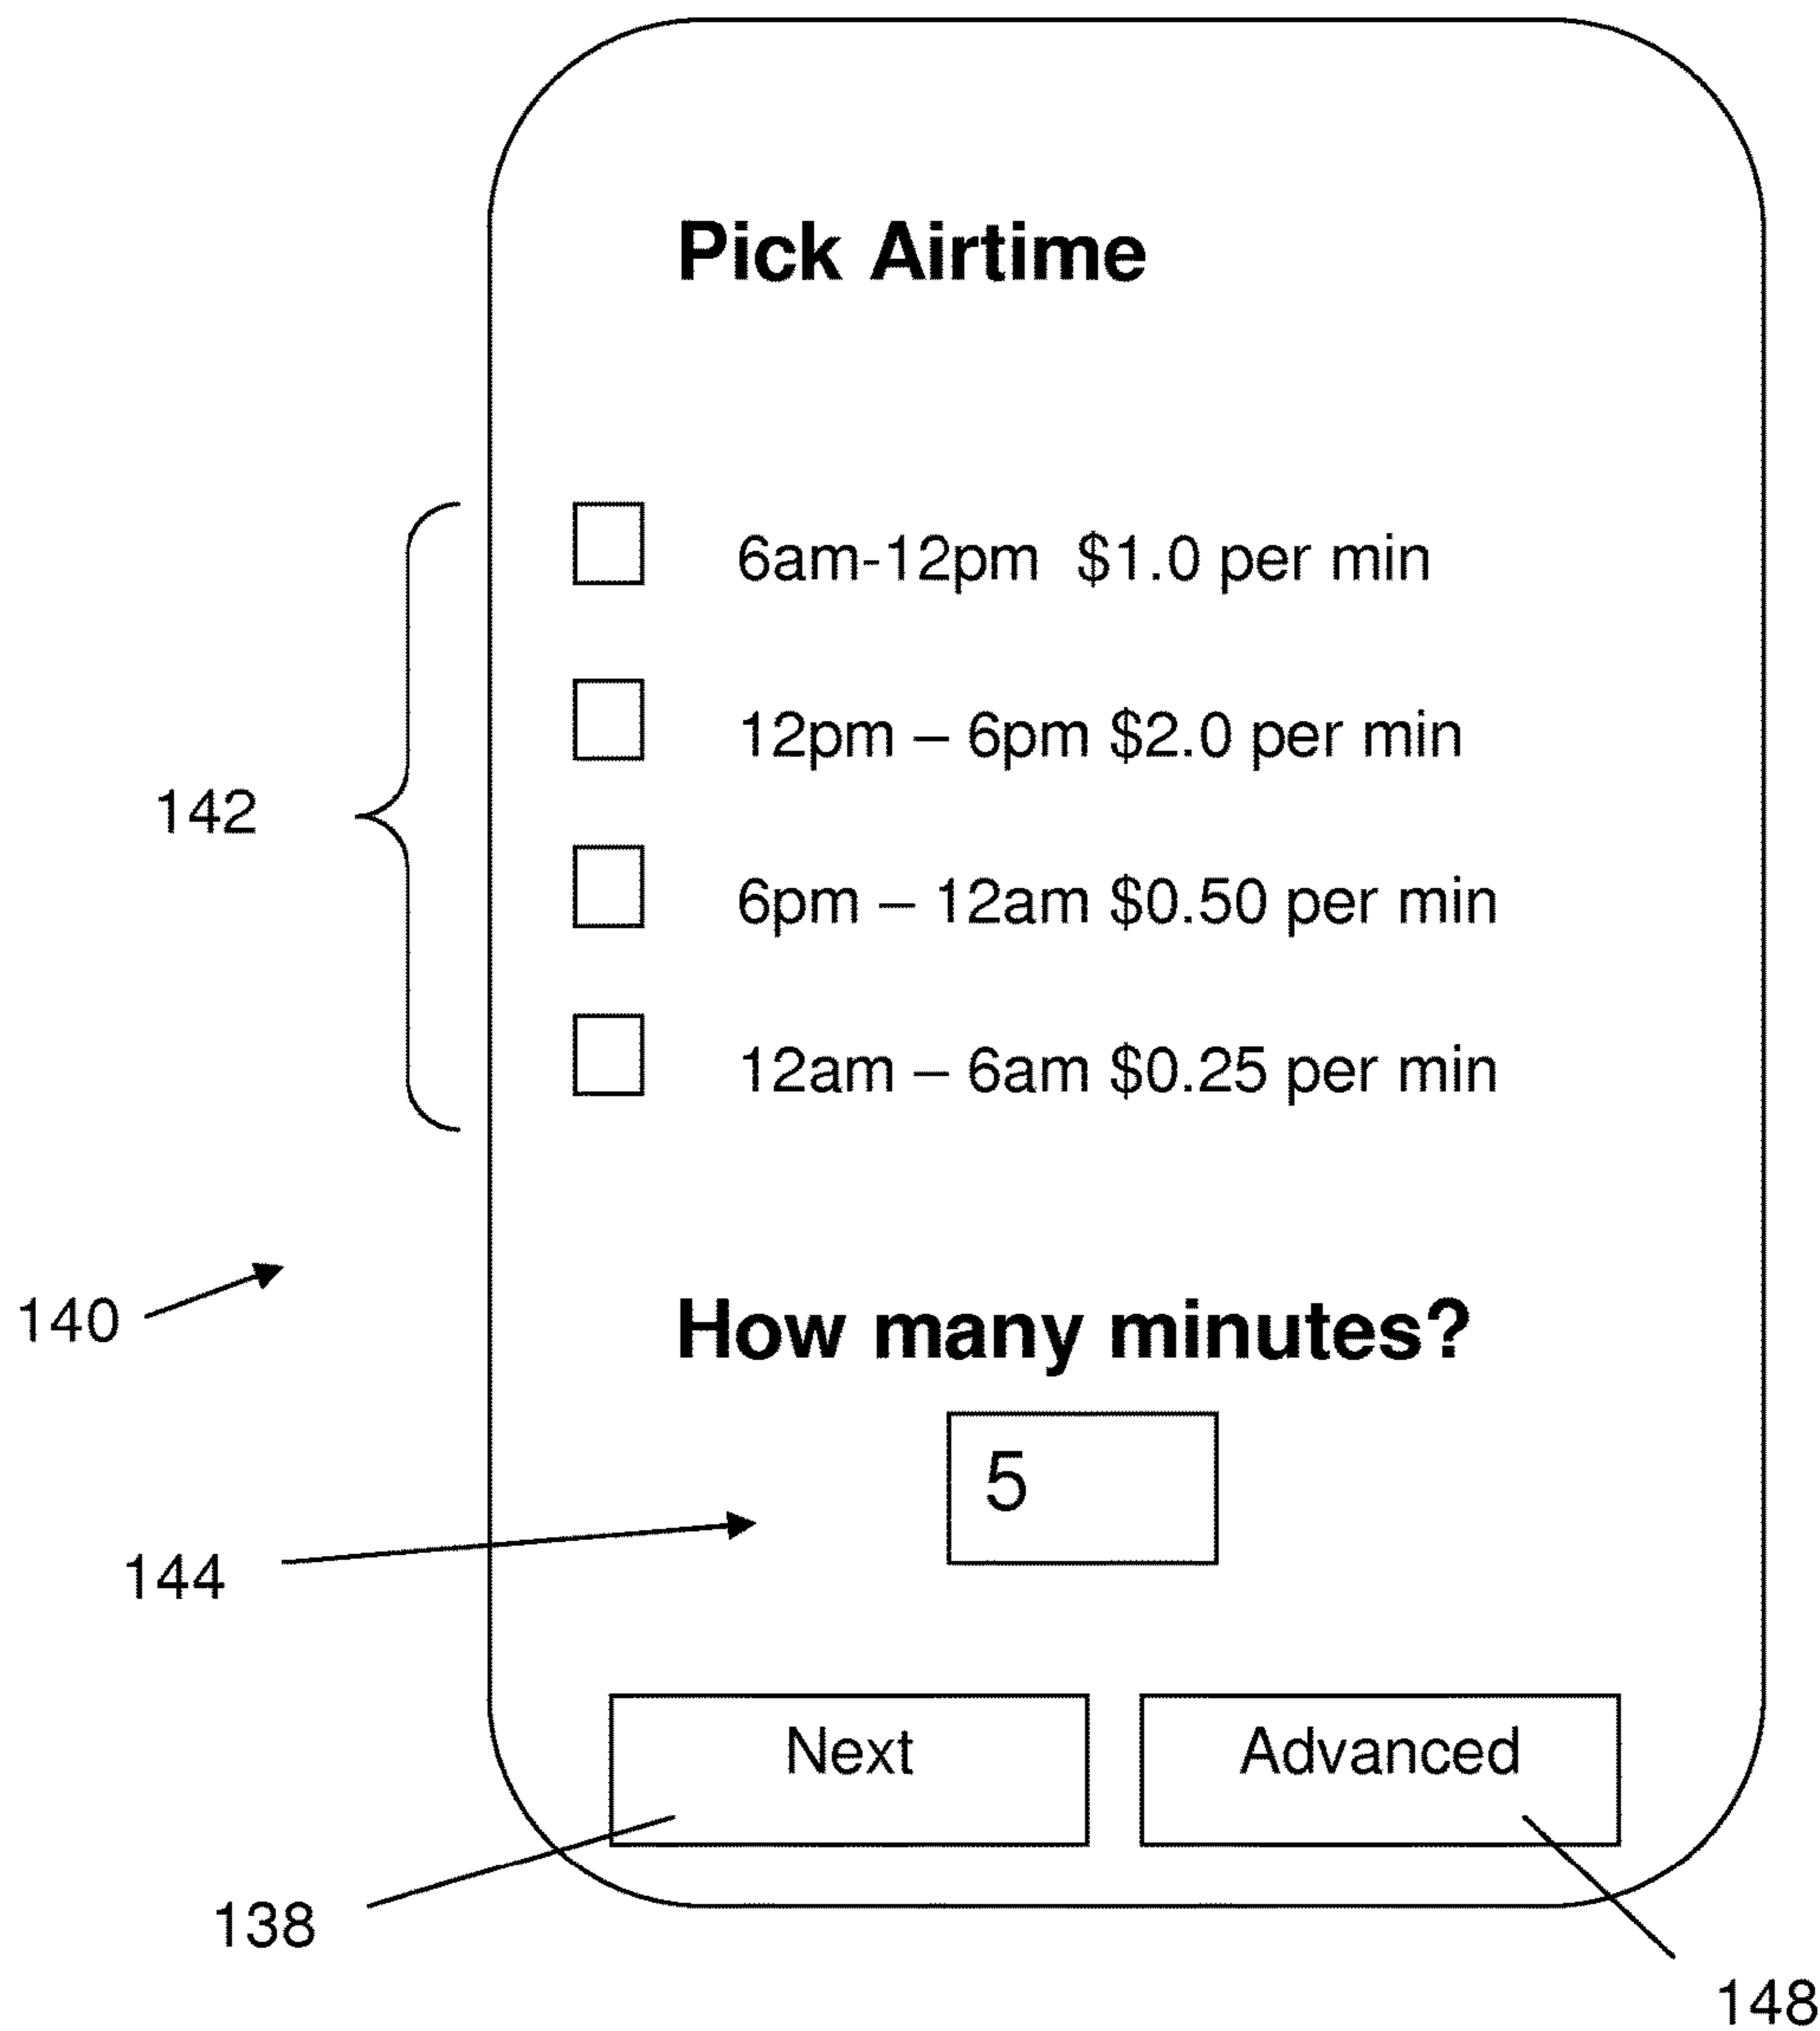 Pick Airtime
6am-12pm $1.0 per min
12pm – 6pm $2.0 per min
142
6pm – 12am $0.50 per min
12am – 6am $0.25 per min
140
How many minutes?
5
144
Next
Advanced
138
148